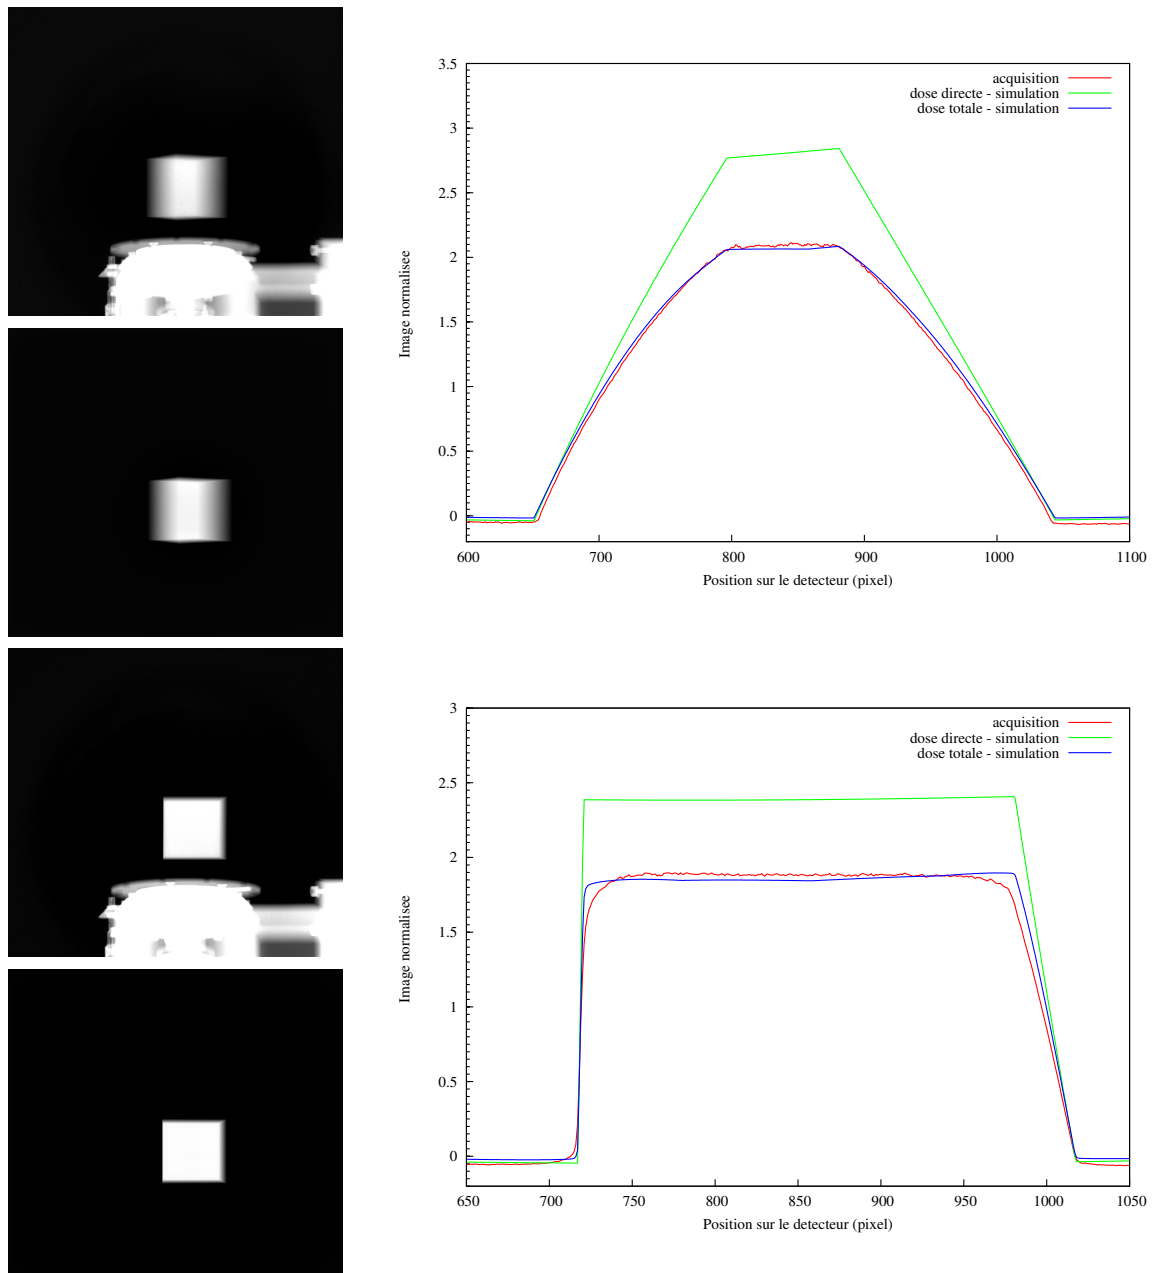 3.5
acquisition
dose directe - simulation
dose totale - simulation
3
2.5
2
Image normalisee
1.5
1
0.5
0
600 700 800 900 1000 1100
Position sur le detecteur (pixel)
3
acquisition
dose directe - simulation
dose totale - simulation
2.5
2
1.5
Image normalisee
1
0.5
0
650 700 750 800 850 900 950 1000 1050
Position sur le detecteur (pixel)